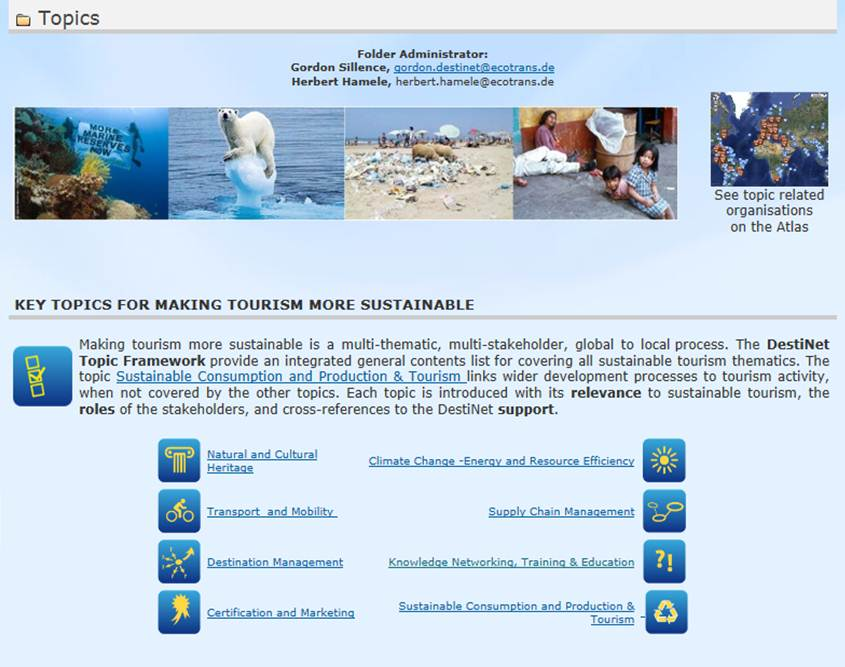 Topics
Folder Administrator:
Gordon Sillence, gordon.destinet@ecotrans.de
Herbert Hamele, herbert.hamele@ecotrans.de
MORE
MARINE
RESERVES
NOW
See topic related
organisations
on the Atlas
KEY TOPICS FOR MAKING TOURISM MORE SUSTAINABLE
Making tourism more sustainable is a multi-thematic, multi-stakeholder, global to local process. The DestiNet
Topic Framework provide an integrated general contents list for covering all sustainable tourism thematics. The
topic Sustainable Consumption and Production & Tourism links wider development processes to tourism activity,
when not covered by the other topics. Each topic is introduced with its relevance to sustainable tourism, the
roles of the stakeholders, and cross-references to the DestiNet support.
Natural and Cultural
Heritage
Climate Change -Energy and Resource Efficiency
Transport and Mobility
Supply Chain Management
Destination Management
Knowledge Networking, Training & Education
?!
Certification and Marketing
Sustainable Consumption and Production &
Tourism